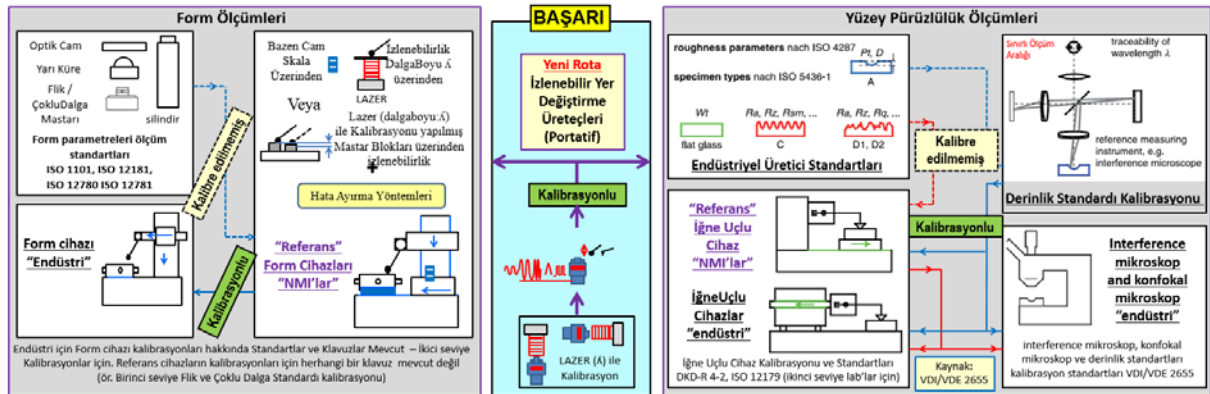 Form Ölçümleri
Optik Cam
Yarı Küre
Flik /
ÇokluDalga
Mastarı
silindir
Form parametreleri ölçüm
standartları
ISO 1101, ISO 12181,
ISO 12780 ISO 12781
Kalibre edilmemiş
Bazen Cam
Skala
Üzerinden
İzlenebilirlik
DalgaBoyu ʎ
üzerinden
LAZER
Veya
Lazer (dalgaboyu:ʎ)
ile Kalibrasyonu yapılmış
Mastar Blokları üzerinden
izlenebilirlik
+
Hata Ayırma Yöntemleri
Form cihazı
“Endüstri”
Kalibrasyonlu
“Referans”
Form Cihazları
“NMI’lar”
Endüstri için Form cihazı kalibrasyonları hakkında Standartlar ve Klavuzlar Mevcut – İkici seviye
Kalibrasyonlar için. Referans cihazların kalibrasyonları için herhangi bir klavuz mevcut değil
(ör. Birinci seviye Flik ve Çoklu Dalga Standardı kalibrasyonu)
BAŞARI
Yeni Rota
İzlenebilir Yer
Değiştirme
Üreteçleri
(Portatif)
Kalibrasyonlu
LAZER (ʎ) ile
Kalibrasyon
Yüzey Pürüzlülük Ölçümleri
roughness parameters nach ISO 4287
Pt, D
A
specimen types nach ISO 5436-1
Wt
flat glass
Ra, Rz, Rsm, ...
C
Ra, Rz, Rq, ...
D1, D2
Endüstriyel Üretici Standartları
Kalibre
edilmemiş
Sınırlı Ölçüm
Aralığı
traceability of
wavelength λ
reference measuring
instrument, e.g.
interference microscope
Derinlik Standardı Kalibrasyonu
“Referans”
İğne Uçlu
Cihaz
“NMI’lar”
Kalibrasyonlu
İğneUçlu
Cihazlar
“endüstri”
İğne Uçlu Cihaz Kalibrasyonu ve Standartları
DKD-R 4-2, ISO 12179 (ikinci seviye lab’lar için)
Kaynak:
VDI/VDE 2655
Interference
mikroskop
and konfokal
mikroskop
“endüstri”
interference mikroskop, konfokal
mikroskop ve derinlik standartları
kalibrasyon standartları VDI/VDE 2655